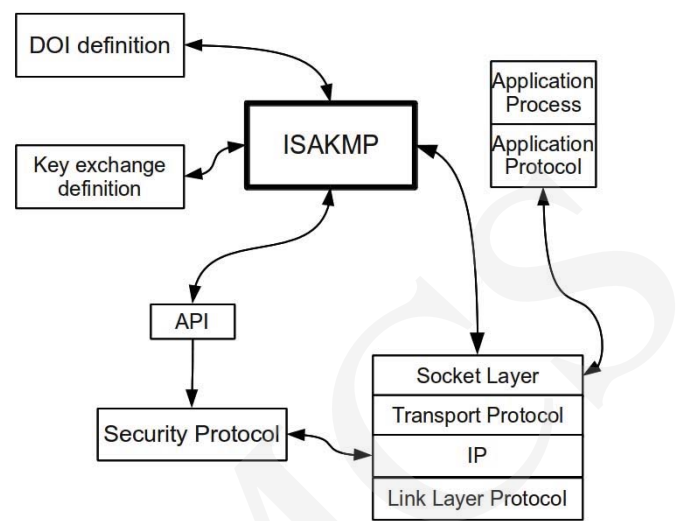 DOI definition
ISAKMP
Key exchange
definition
Application
Process
Application
Protocol
API
Security Protocol
Socket Layer
Transport Protocol
IP
Link Layer Protocol